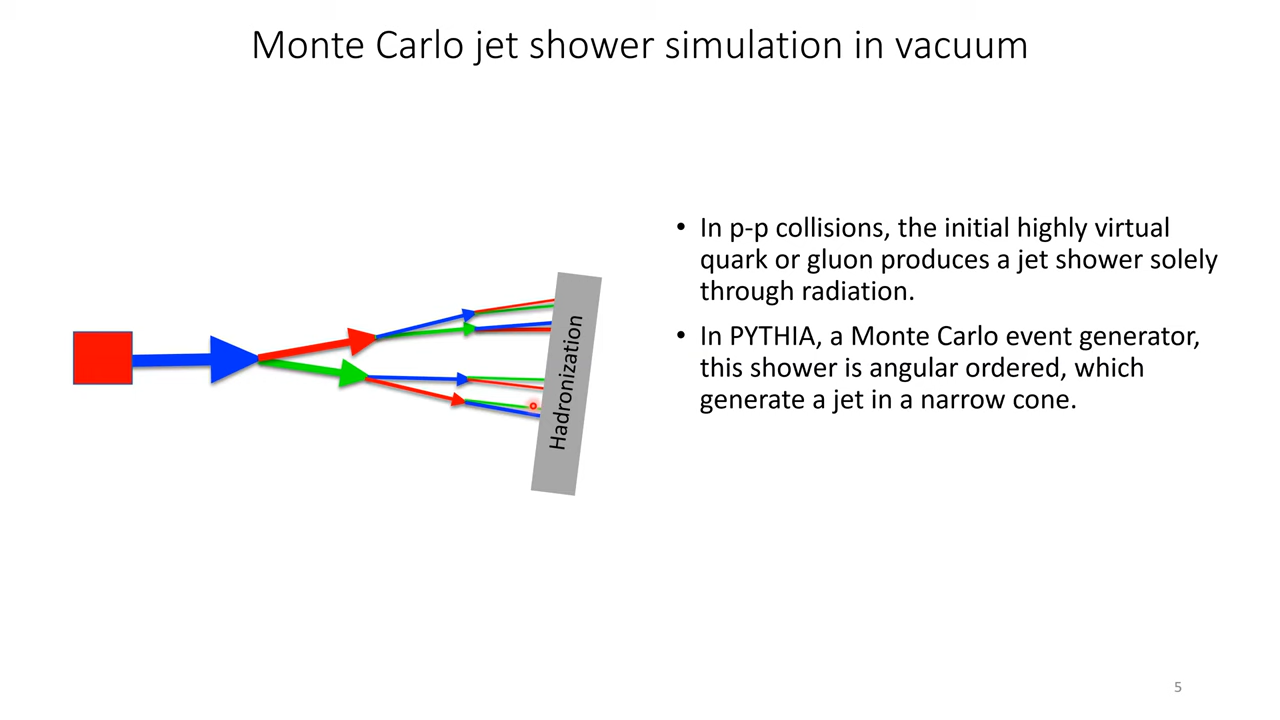 Monte Carlo jet shower simulation in vacuum
Hadronization
• In p-p collisions, the initial highly virtual
quark or gluon produces a jet shower solely
through radiation.
• In PYTHIA, a Monte Carlo event generator,
this shower is angular ordered, which
generate a jet in a narrow cone.
5